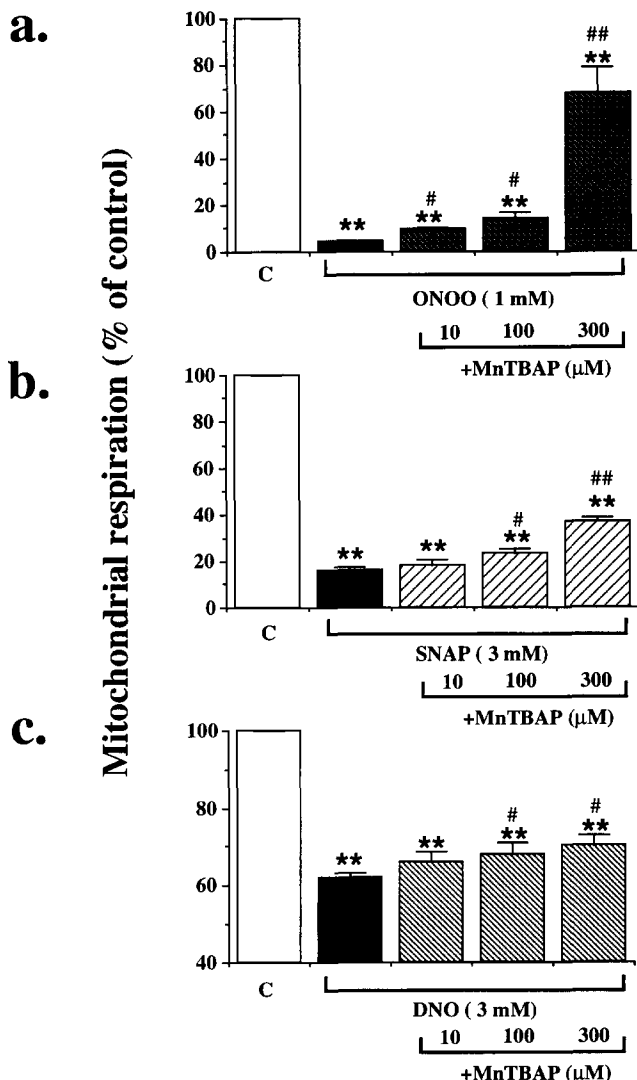 a.
Mitochondrial respiration (% of control)
100
80
60
40
20
0
**
#
**
#
**
##
**
C
ONOO ( 1 mM)
10 100 300
+MnTBAP (µM)
b.
100
80
60
40
20
0
**
**
#
**
##
**
C
SNAP ( 3 mM)
10 100 300
+MnTBAP (µM)
c.
100
80
60
40
**
**
#
**
#
**
C
DNO ( 3 mM)
10 100 300
+MnTBAP (µM)